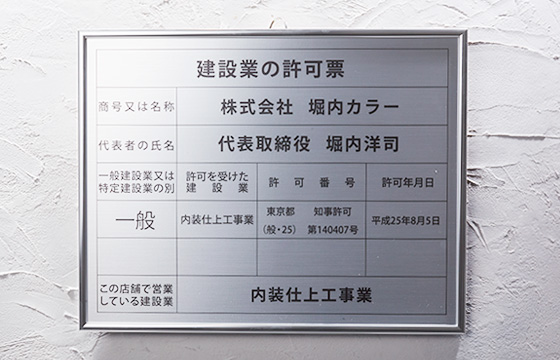 建設業の許可票
商号又は名称 株式会社 堀内カラー
代表者の氏名 代表取締役 堀内洋司
一般建設業又は
特定建設業の別
許可を受けた
建設業
許可番号
許可年月日
一般
内装仕上工事業
東京都 知事許可
(般・25) 第140407号
平成25年8月5日
この店舗で営業
している建設業
内装仕上工事業